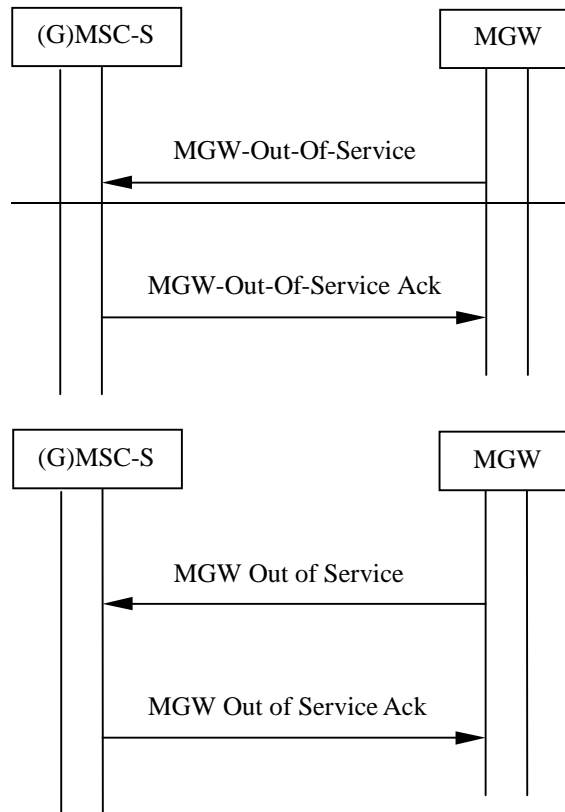 (G)MSC-S
MGW
MGW-Out-Of-Service
MGW-Out-Of-Service Ack
(G)MSC-S
MGW
MGW Out of Service
MGW Out of Service Ack